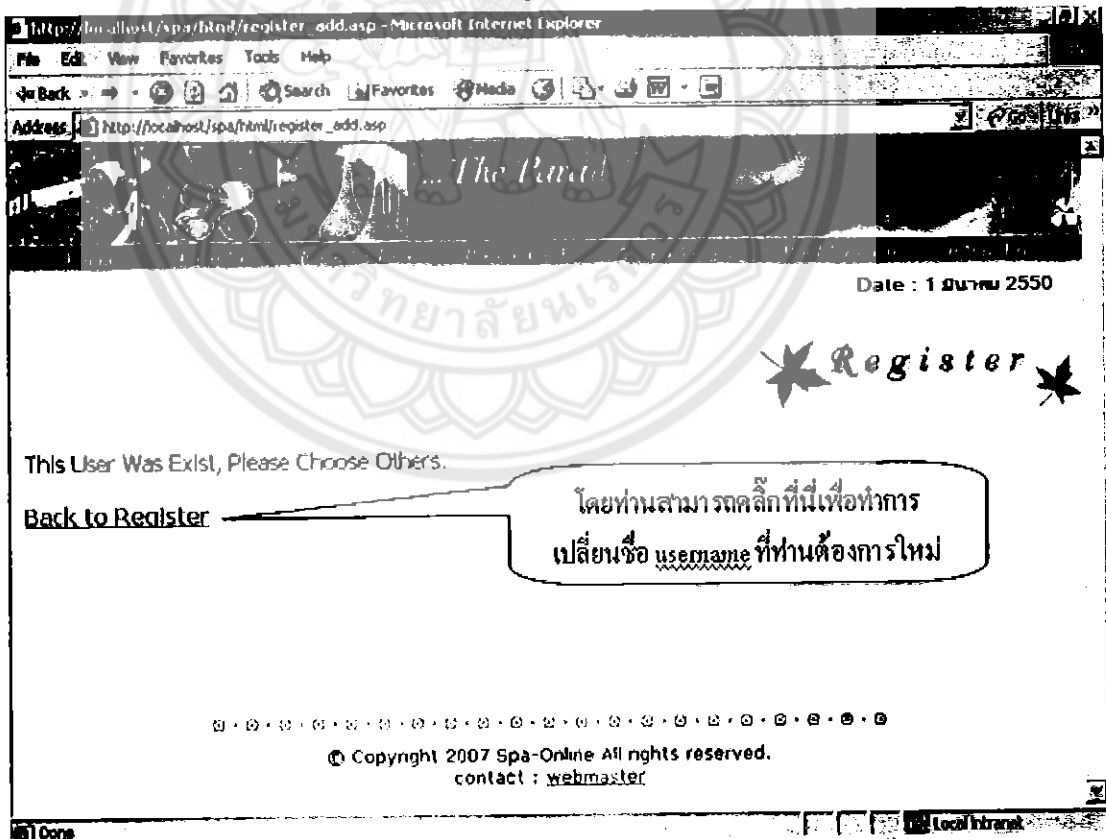 http://localhost/spa/html/register_add.asp - Microsoft Internet Explorer
File Edit View Favorites Tools Help
Back Search Favorites Media
Address http://localhost/spa/html/register_add.asp Go Links »
... The
Date : 1 มีนาคม 2550
Register
This User Was Exist, Please Choose Others.
Back to Register
โดยท่านสามารถคลิ๊กที่นี่เพื่อทำการ
เปลี่ยนชื่อ username ที่ท่านต้องการใหม่
© Copyright 2007 Spa-Online All rights reserved.
contact : webmaster
Done Local intranet